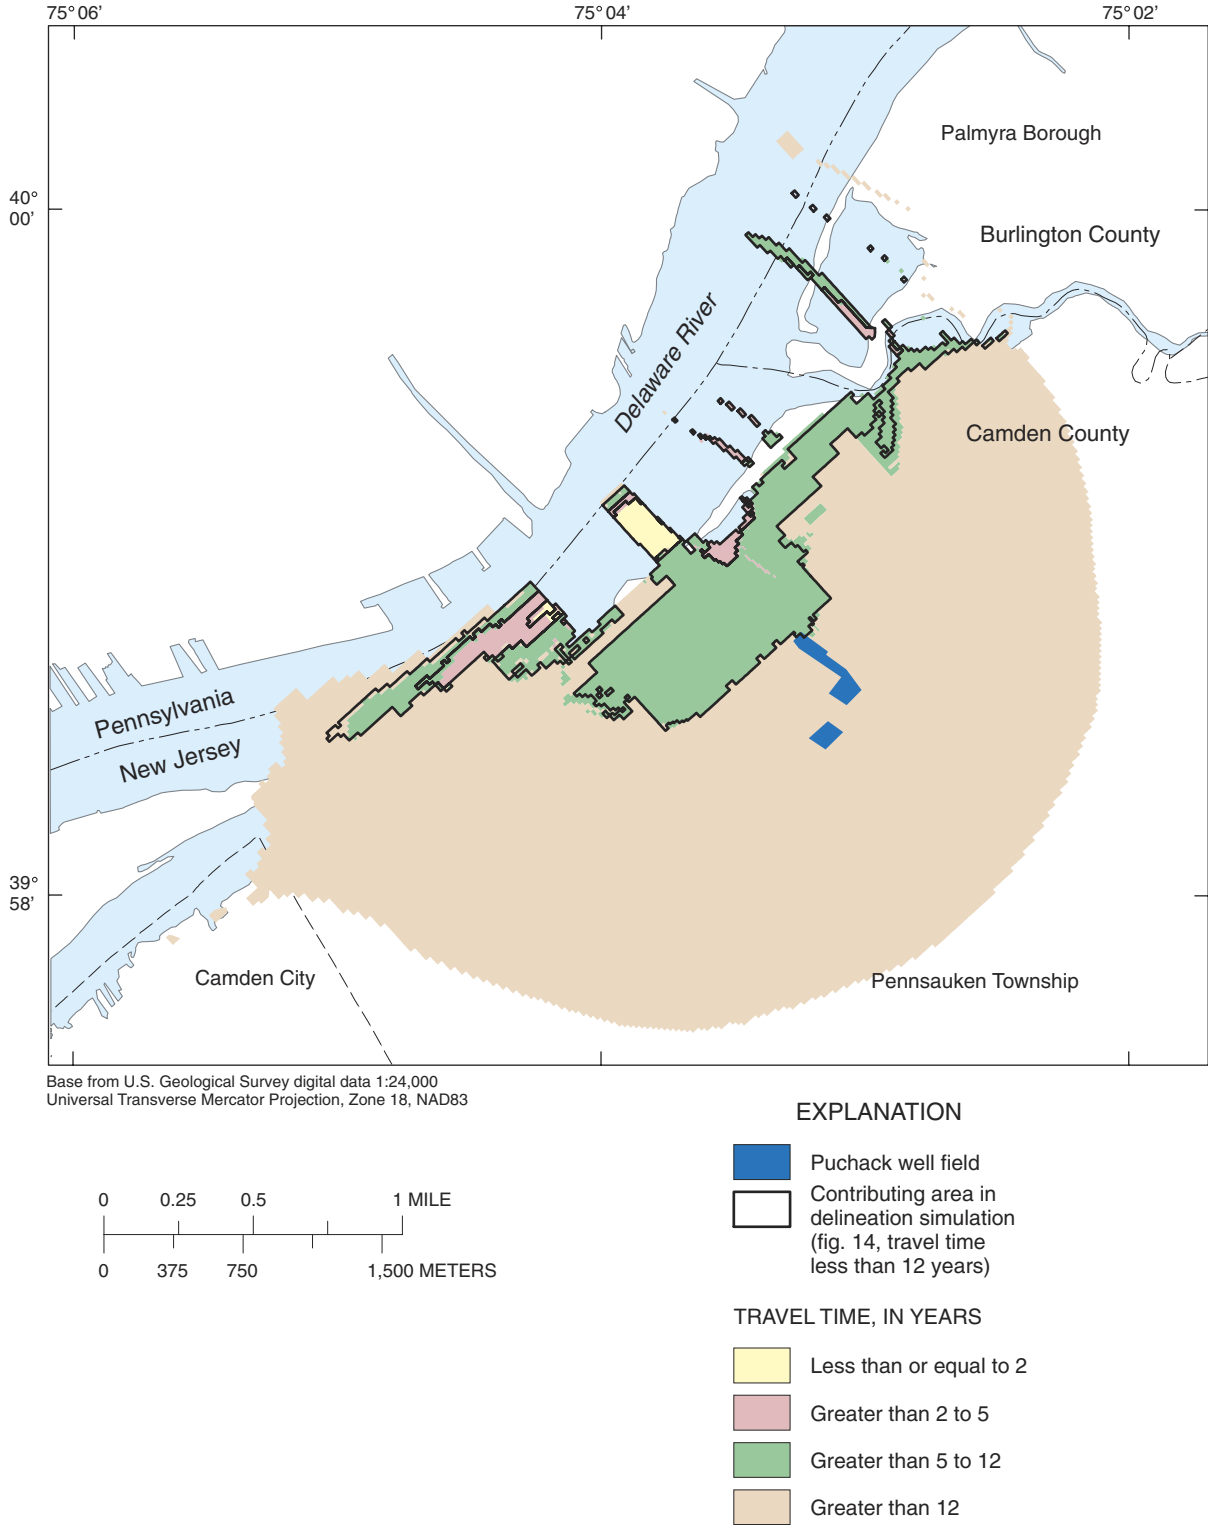 75° 06'
75° 04'
75° 02'
Palmyra Borough
40°
00'
Burlington County
Delaware River
Camden County
Pennsylvania
New Jersey
39°
58'
Camden City
Pennsauken Township
Base from U.S. Geological Survey digital data 1:24,000
Universal Transverse Mercator Projection, Zone 18, NAD83
0 0.25 0.5 1 MILE
0 375 750 1,500 METERS
EXPLANATION
Puchack well field
Contributing area in
delineation simulation
(fig. 14, travel time
less than 12 years)
TRAVEL TIME, IN YEARS
Less than or equal to 2
Greater than 2 to 5
Greater than 5 to 12
Greater than 12